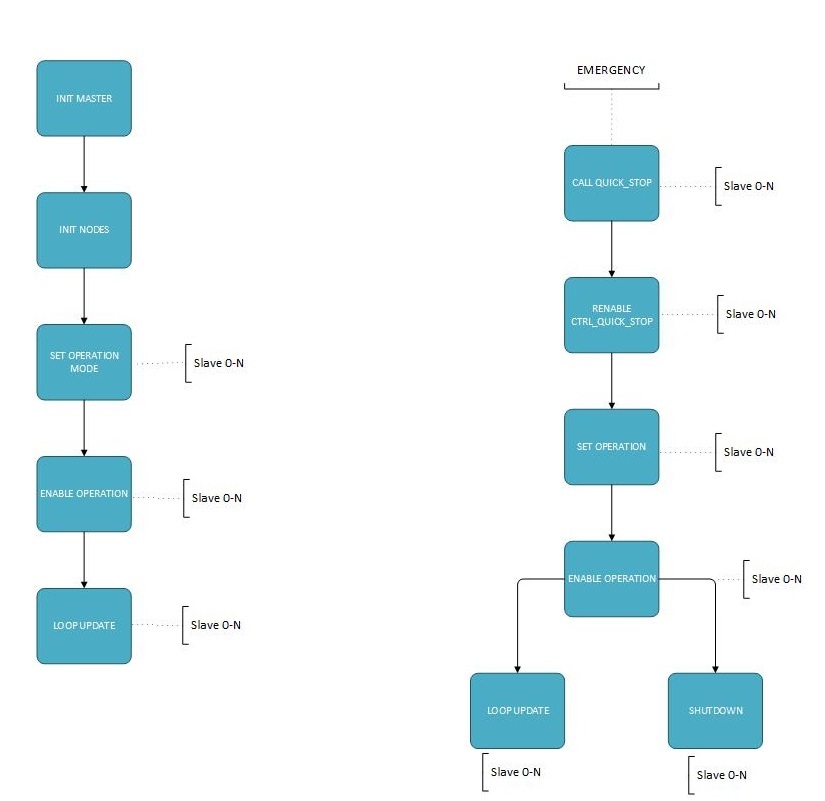 INIT MASTER
INIT NODES
SET OPERATION
MODE
Slave 0-N
ENABLE OPERATION
Slave 0-N
LOOP UPDATE
Slave 0-N
EMERGENCY
CALL QUICK_STOP
Slave 0-N
RENABLE
CTRL_QUICK_STOP
Slave 0-N
SET OPERATION
Slave 0-N
ENABLE OPERATION
Slave 0-N
LOOP UPDATE
Slave 0-N
SHUTDOWN
Slave 0-N